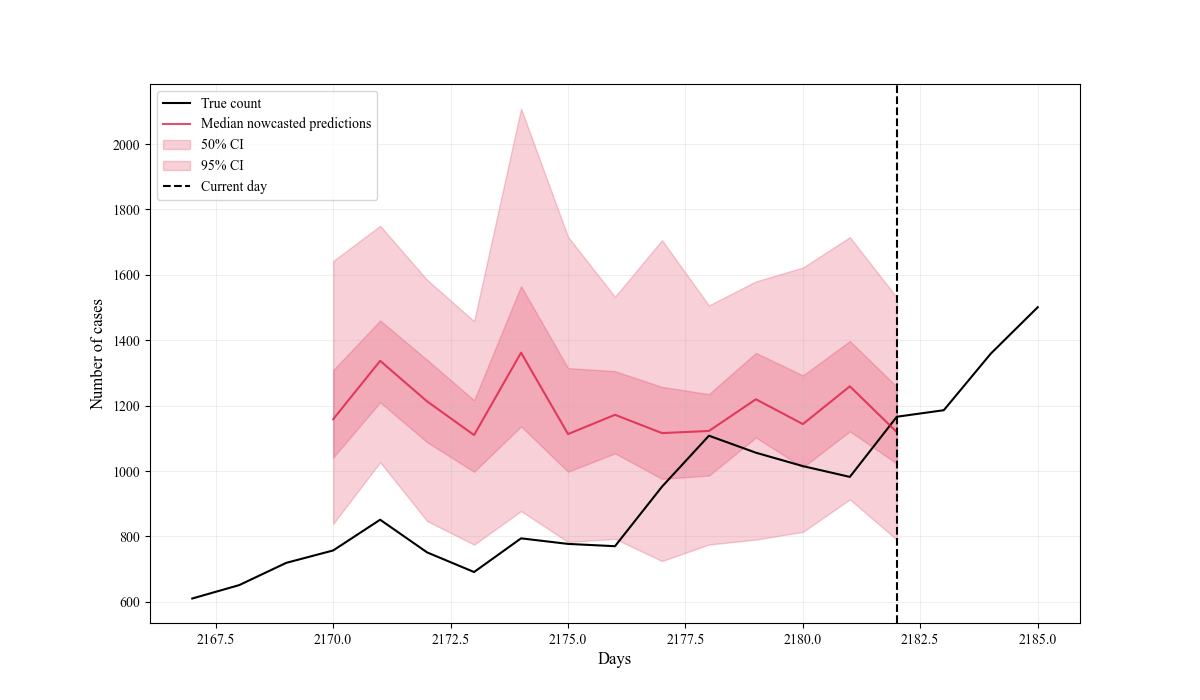 True count
Median nowcasted predictions
50% CI
95% CI
Current day
Number of cases
2000
1800
1600
1400
1200
1000
800
600
2167.5 2170.0 2172.5 2175.0 2177.5 2180.0 2182.5 2185.0
Days